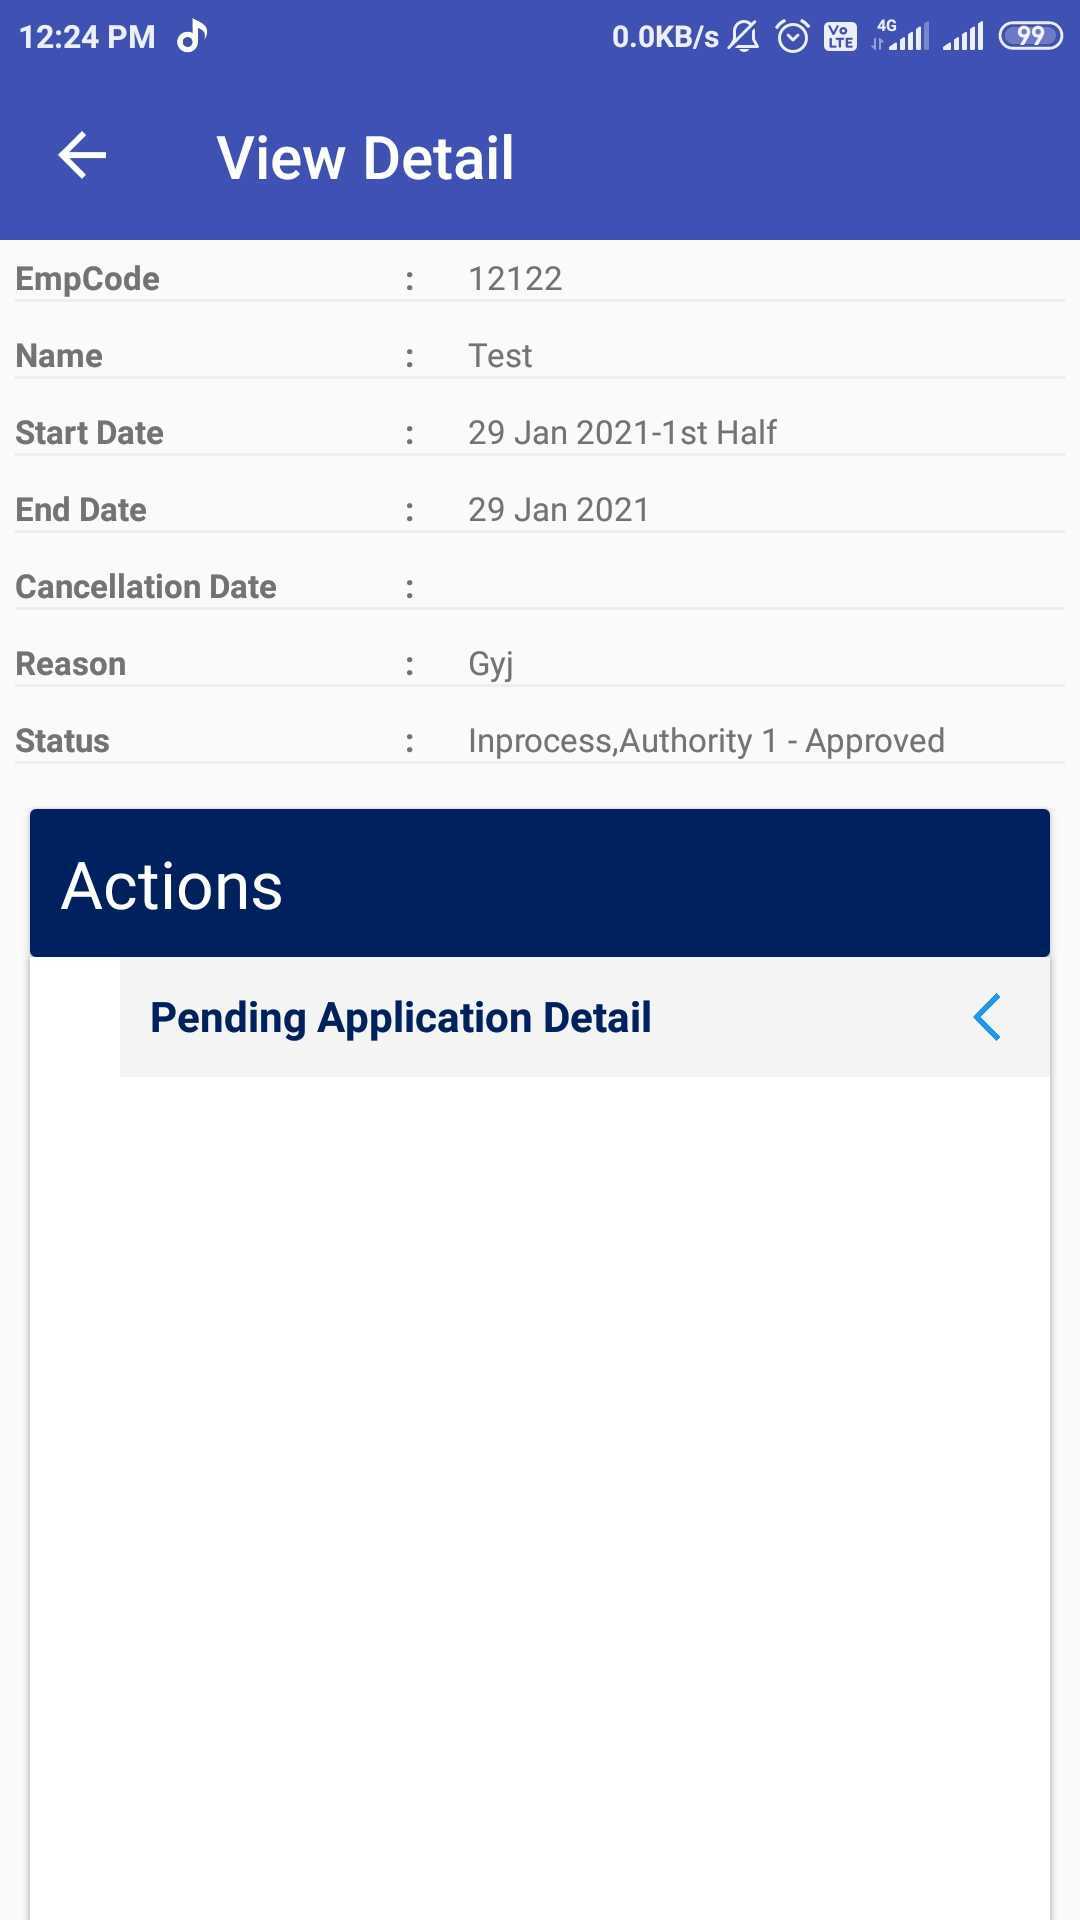 12:24 PM 0.0KB/s Vo LTE 4G 99
View Detail
EmpCode : 12122
Name : Test
Start Date : 29 Jan 2021-1st Half
End Date : 29 Jan 2021
Cancellation Date :
Reason : Gyj
Status : Inprocess,Authority 1 - Approved
Actions
Pending Application Detail